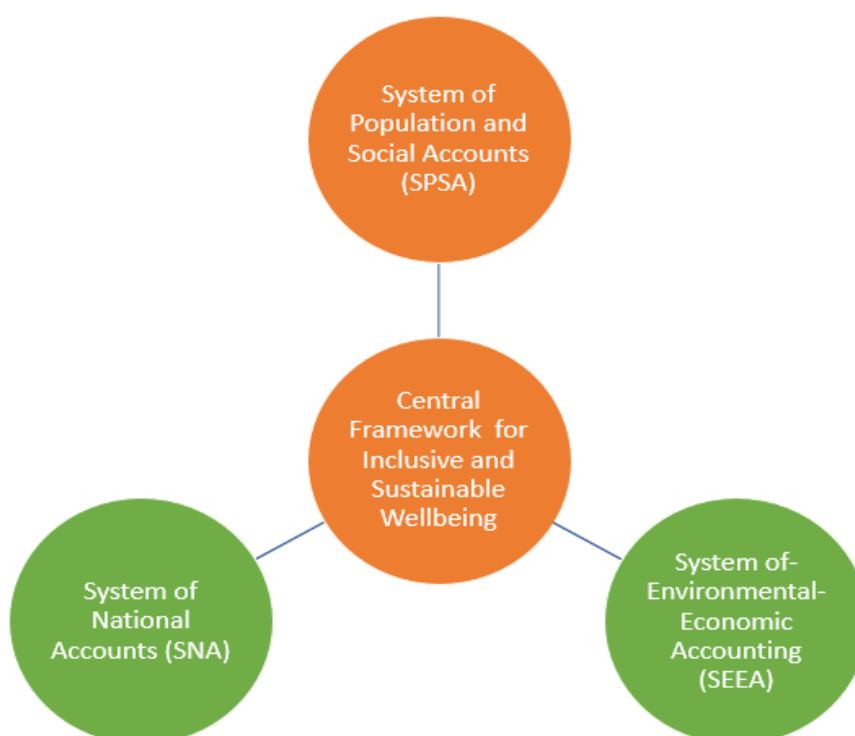 System of
Population and
Social Accounts
(SPSA)
Central
Framework for
Inclusive and
Sustainable
Wellbeing
System of
National
Accounts (SNA)
System of-
Environmental-
Economic
Accounting
(SEEA)